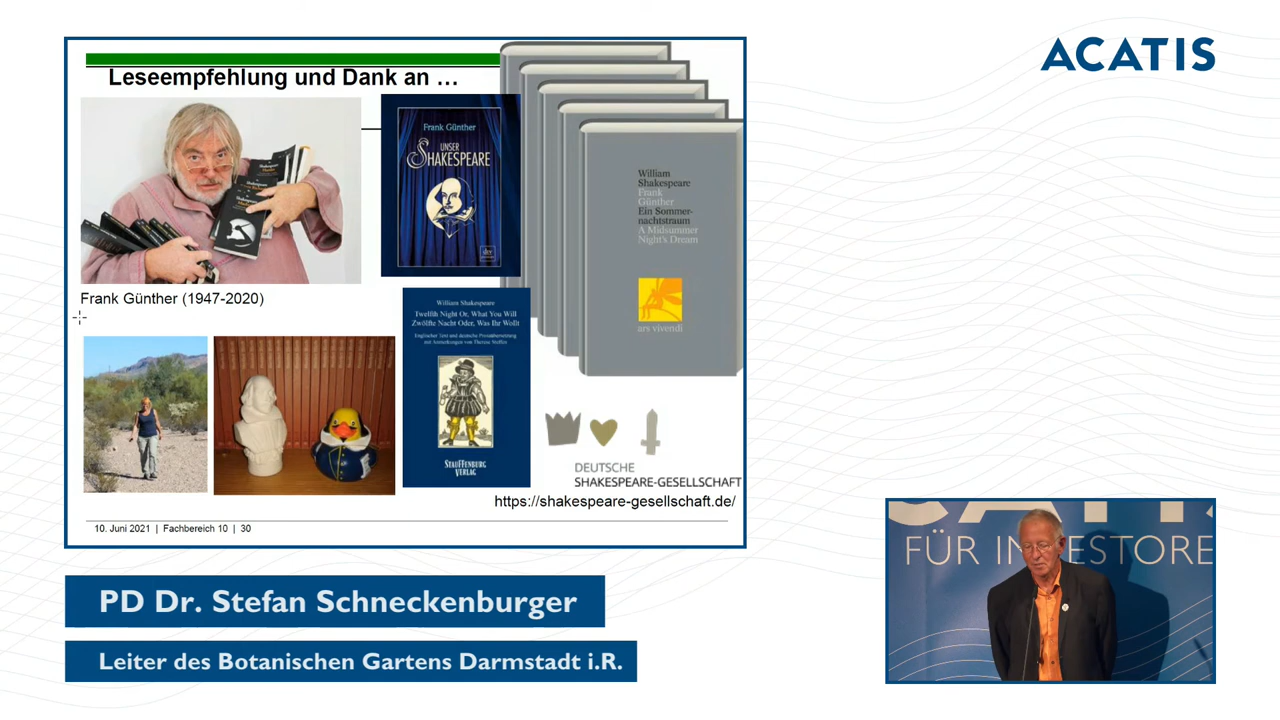 ACATIS
Leseempfehlung und Dank an …
Frank Günther
UNSER
SHAKESPEARE
dtv
William
Shakespeare
Frank
Günther
Ein Sommer-
nachtstraum
A Midsummer
Night's Dream
ars vivendi
Frank Günther (1947-2020)
William Shakespeare
Twelfth Night Or, What You Will
Zwölfte Nacht Oder, Was Ihr Wollt
Englischer Text und deutsche Prosaübersetzung
mit Anmerkungen von Therese Steffen
STAUFFENBURG
VERLAG
DEUTSCHE
SHAKESPEARE-GESELLSCHAFT
https://shakespeare-gesellschaft.de/
10. Juni 2021 | Fachbereich 10 | 30
FÜR INVESTORE
PD Dr. Stefan Schneckenburger
Leiter des Botanischen Gartens Darmstadt i.R.